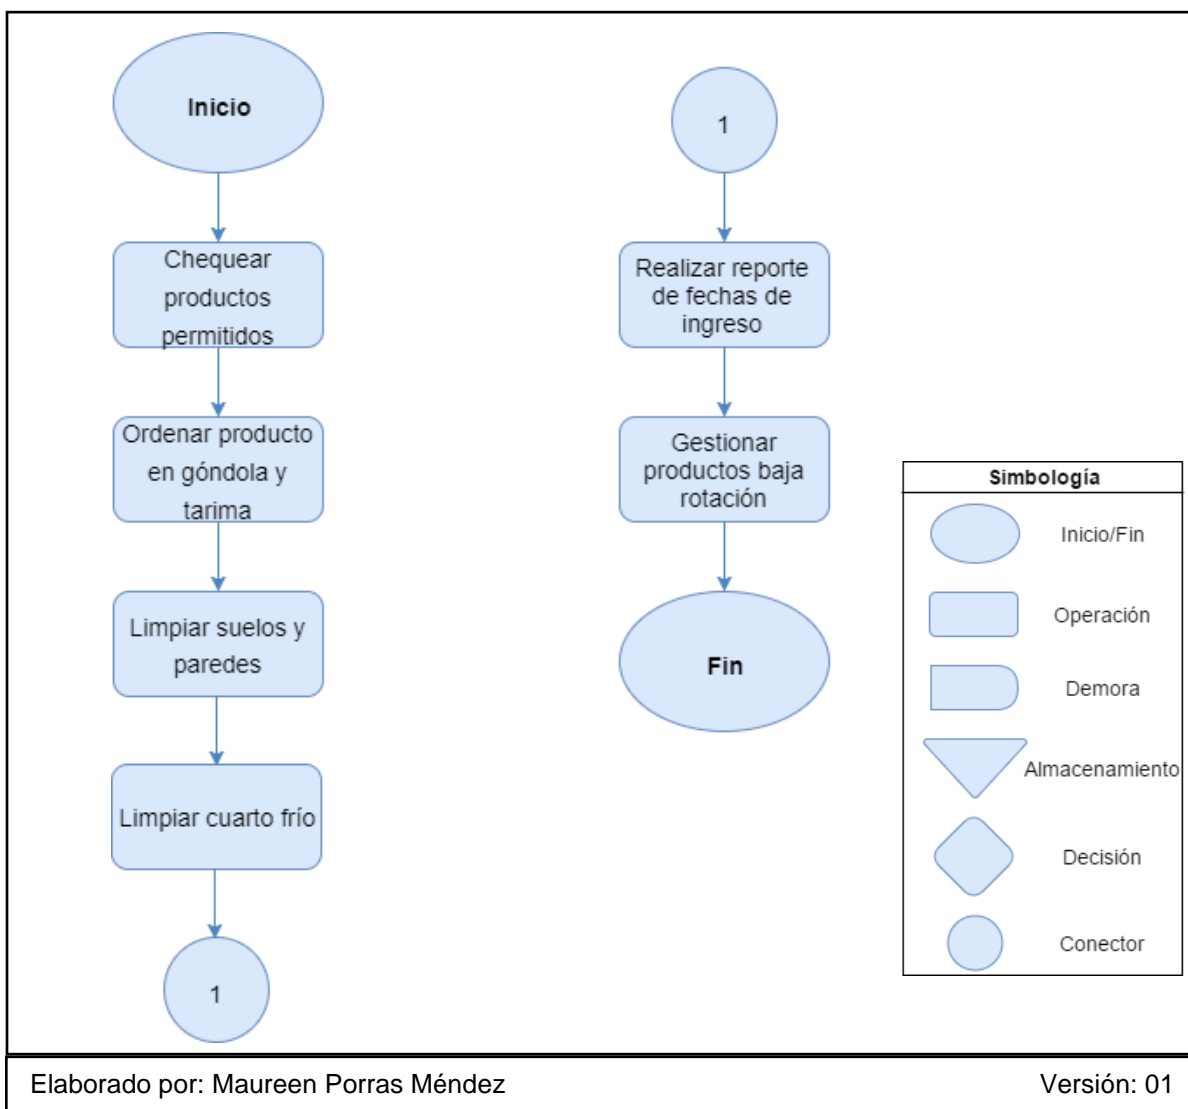 Inicio
Chequear
productos
permitidos
Ordenar producto
en góndola y
tarima
Limpiar suelos y
paredes
Limpiar cuarto frío
1
1
Realizar reporte
de fechas de
ingreso
Gestionar
productos baja
rotación
Fin
Simbología
Inicio/Fin
Operación
Demora
Almacenamiento
Decisión
Conector
Elaborado por: Maureen Porras Méndez
Versión: 01